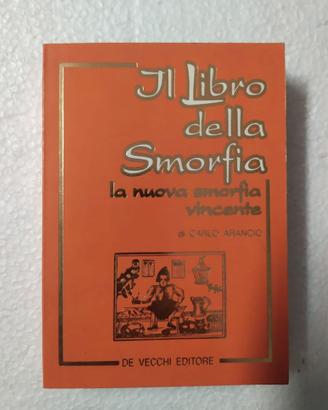 Il Libro
della
Smorfia
la nuova smorfia
vincente
di CARLO ARANCIO
DE VECCHI EDITORE